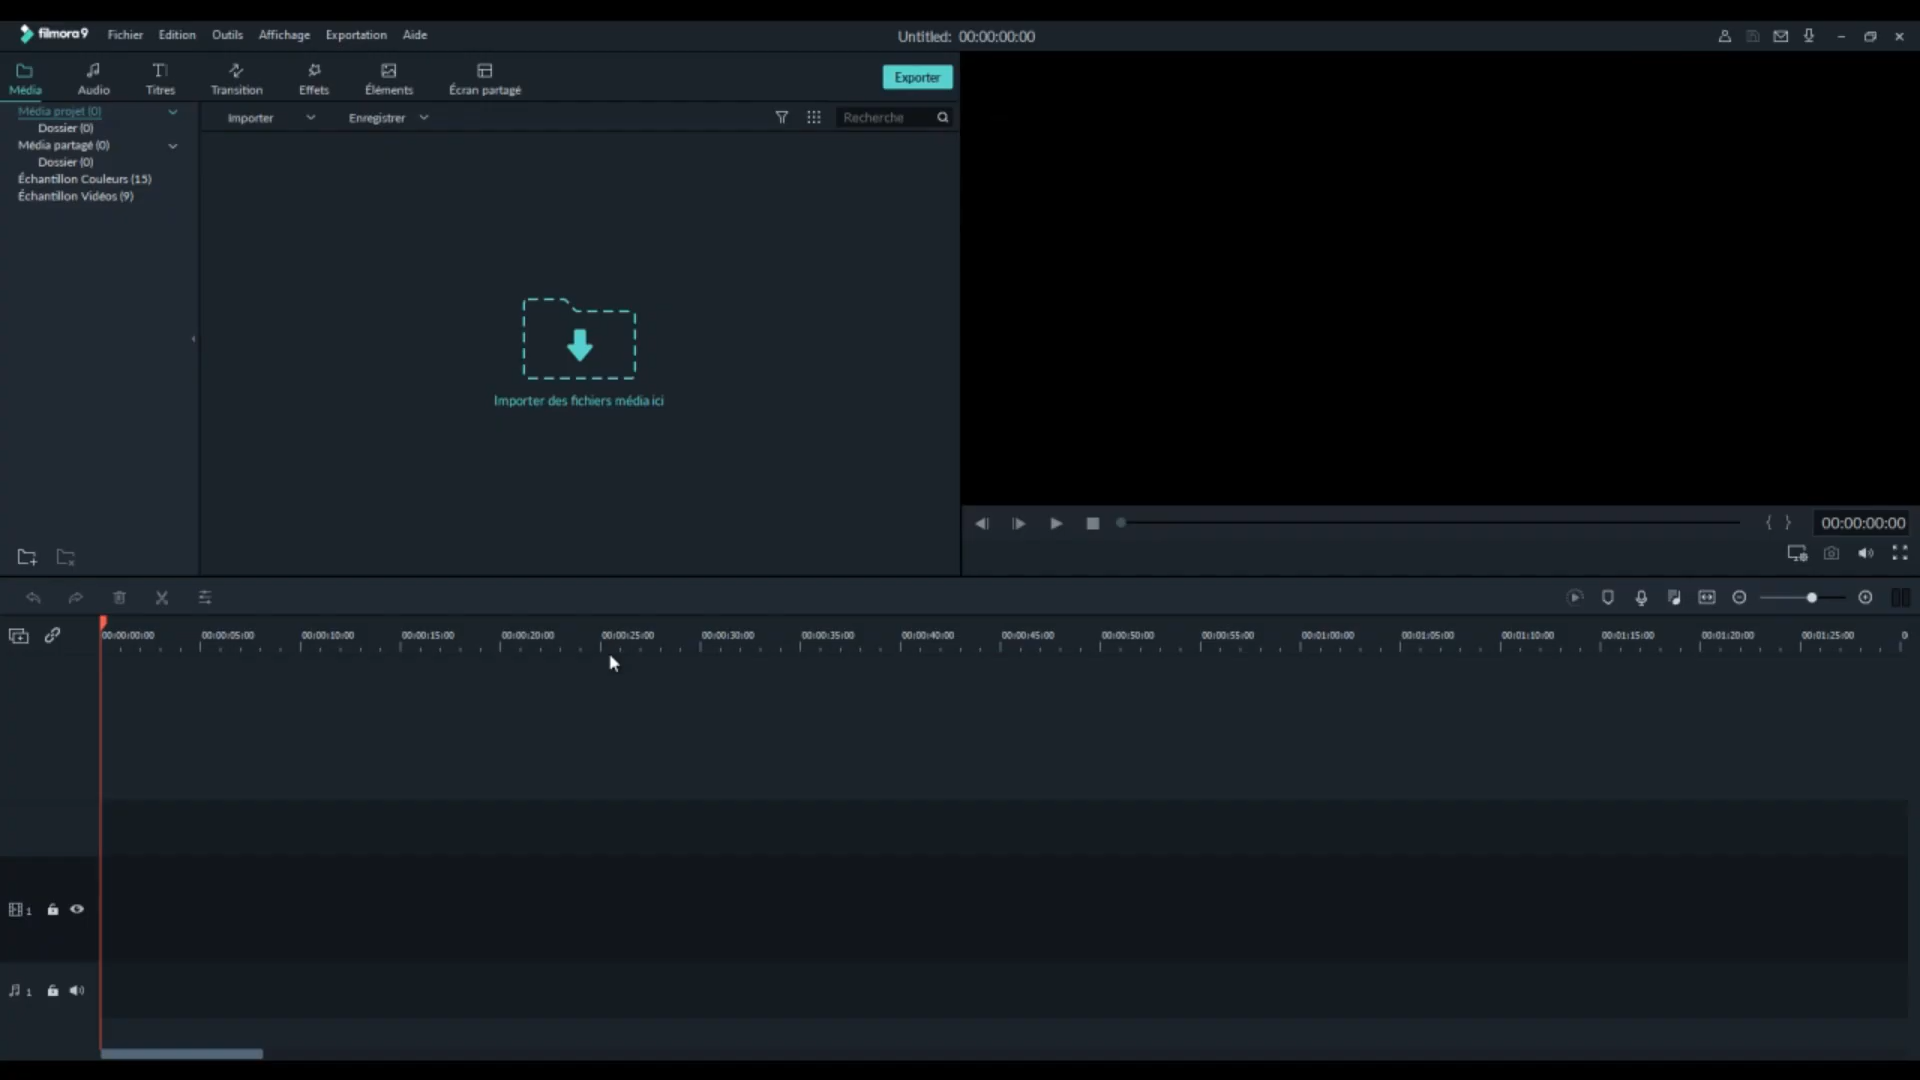 filmora9 Fichier Edition Outils Affichage Exportation Aide Untitled: 00:00:00:00
Média Audio Titres Transition Effets Éléments Écran partagé Exporter
Média projet (0)
Dossier (0)
Média partagé (0)
Dossier (0)
Échantillon Couleurs (15)
Échantillon Vidéos (9)
Importer Enregistrer Recherche
Importer des fichiers média ici
{ } 00:00:00:00
00:00:00:00 00:00:05:00 00:00:10:00 00:00:15:00 00:00:20:00 00:00:25:00 00:00:30:00 00:00:35:00 00:00:40:00 00:00:45:00 00:00:50:00 00:00:55:00 00:01:00:00 00:01:05:00 00:01:10:00 00:01:15:00 00:01:20:00 00:01:25:00 0
1
1